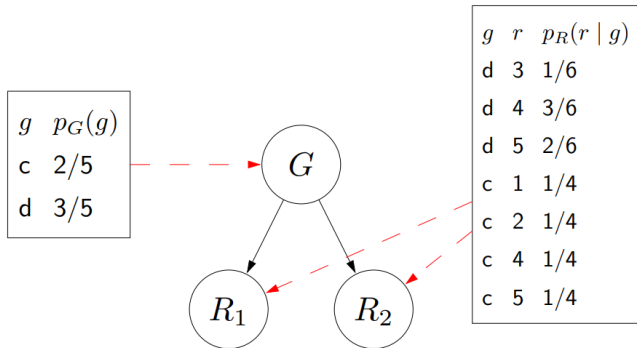 g p_G(g)
c 2/5
d 3/5
G
R_1
R_2
g r p_R(r | g)
d 3 1/6
d 4 3/6
d 5 2/6
c 1 1/4
c 2 1/4
c 4 1/4
c 5 1/4